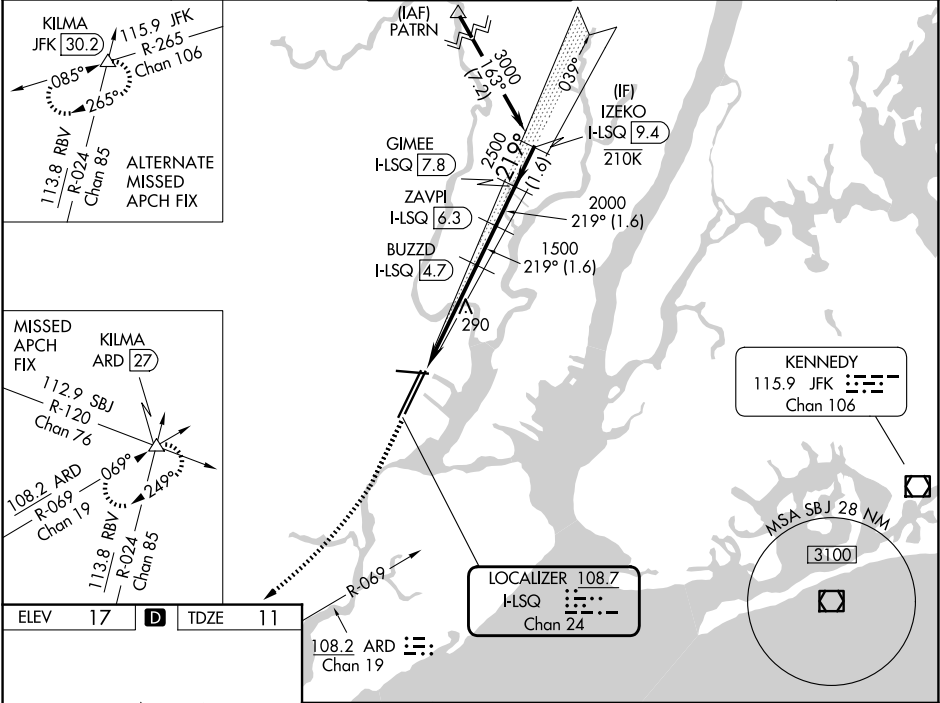 KILMA
JFK 30.2
115.9 JFK
R-265
Chan 106
085°
265°
113.8 RBV
R-024
Chan 85
ALTERNATE
MISSED
APCH FIX
(IAF)
PATRN
3000
163°
(7.2)
039°
(IF)
IZEKO
I-LSQ 9.4
210K
GIMEE
I-LSQ 7.8
2500
219°
(1.6)
ZAVPI
I-LSQ 6.3
2000
219° (1.6)
BUZZD
I-LSQ 4.7
1500
219° (1.6)
290
MISSED
APCH
FIX
KILMA
ARD 27
112.9 SBJ
R-120
Chan 76
108.2 ARD
R-069
Chan 19
069°
249°
113.8 RBV
R-024
Chan 85
KENNEDY
115.9 JFK
Chan 106
MSA SBJ 28 NM
3100
LOCALIZER 108.7
I-LSQ
Chan 24
R-069
108.2 ARD
Chan 19
ELEV 17 D TDZE 11